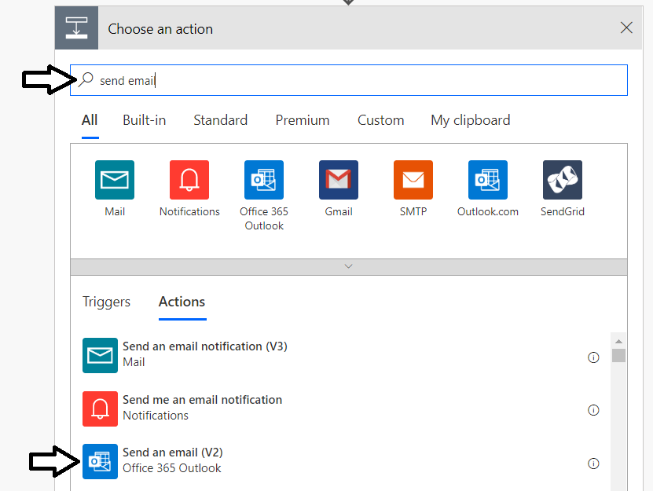 Choose an action
send email
All Built-in Standard Premium Custom My clipboard
Mail Notifications Office 365 Outlook Gmail SMTP Outlook.com SendGrid
Triggers Actions
Send an email notification (V3)
Mail
Send me an email notification
Notifications
Send an email (V2)
Office 365 Outlook